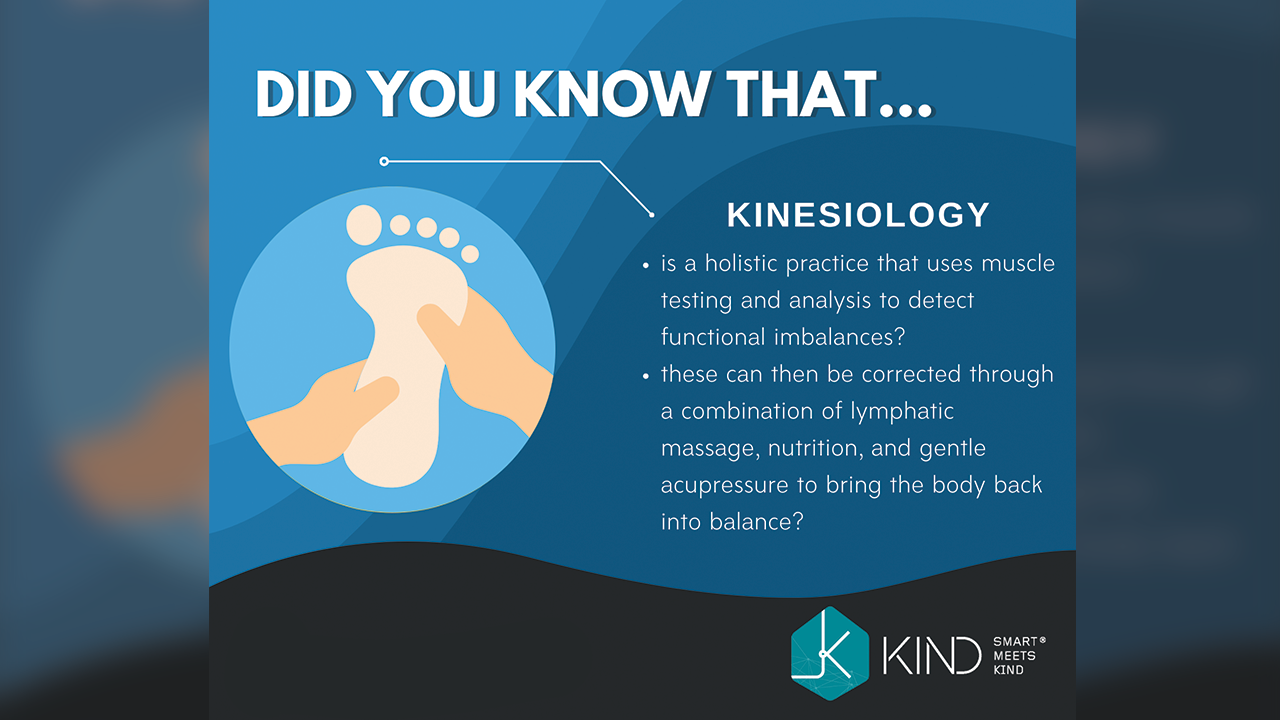 DID YOU KNOW THAT...
KINESIOLOGY
• is a holistic practice that uses muscle
testing and analysis to detect
functional imbalances?
• these can then be corrected through
a combination of lymphatic
massage, nutrition, and gentle
acupressure to bring the body back
into balance?
KIND
SMART®
MEETS
KIND